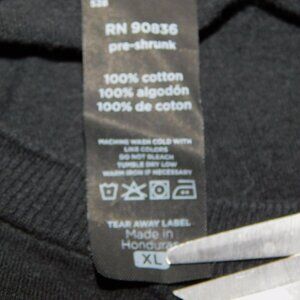 RN 90836
pre-shrunk
100% cotton
100% algodón
100% de coton
MACHINE WASH COLD WITH
LIKE COLORS
DO NOT BLEACH
TUMBLE DRY LOW
WARM IRON IF NECESSARY
TEAR AWAY LABEL
Made in
Honduras
XL